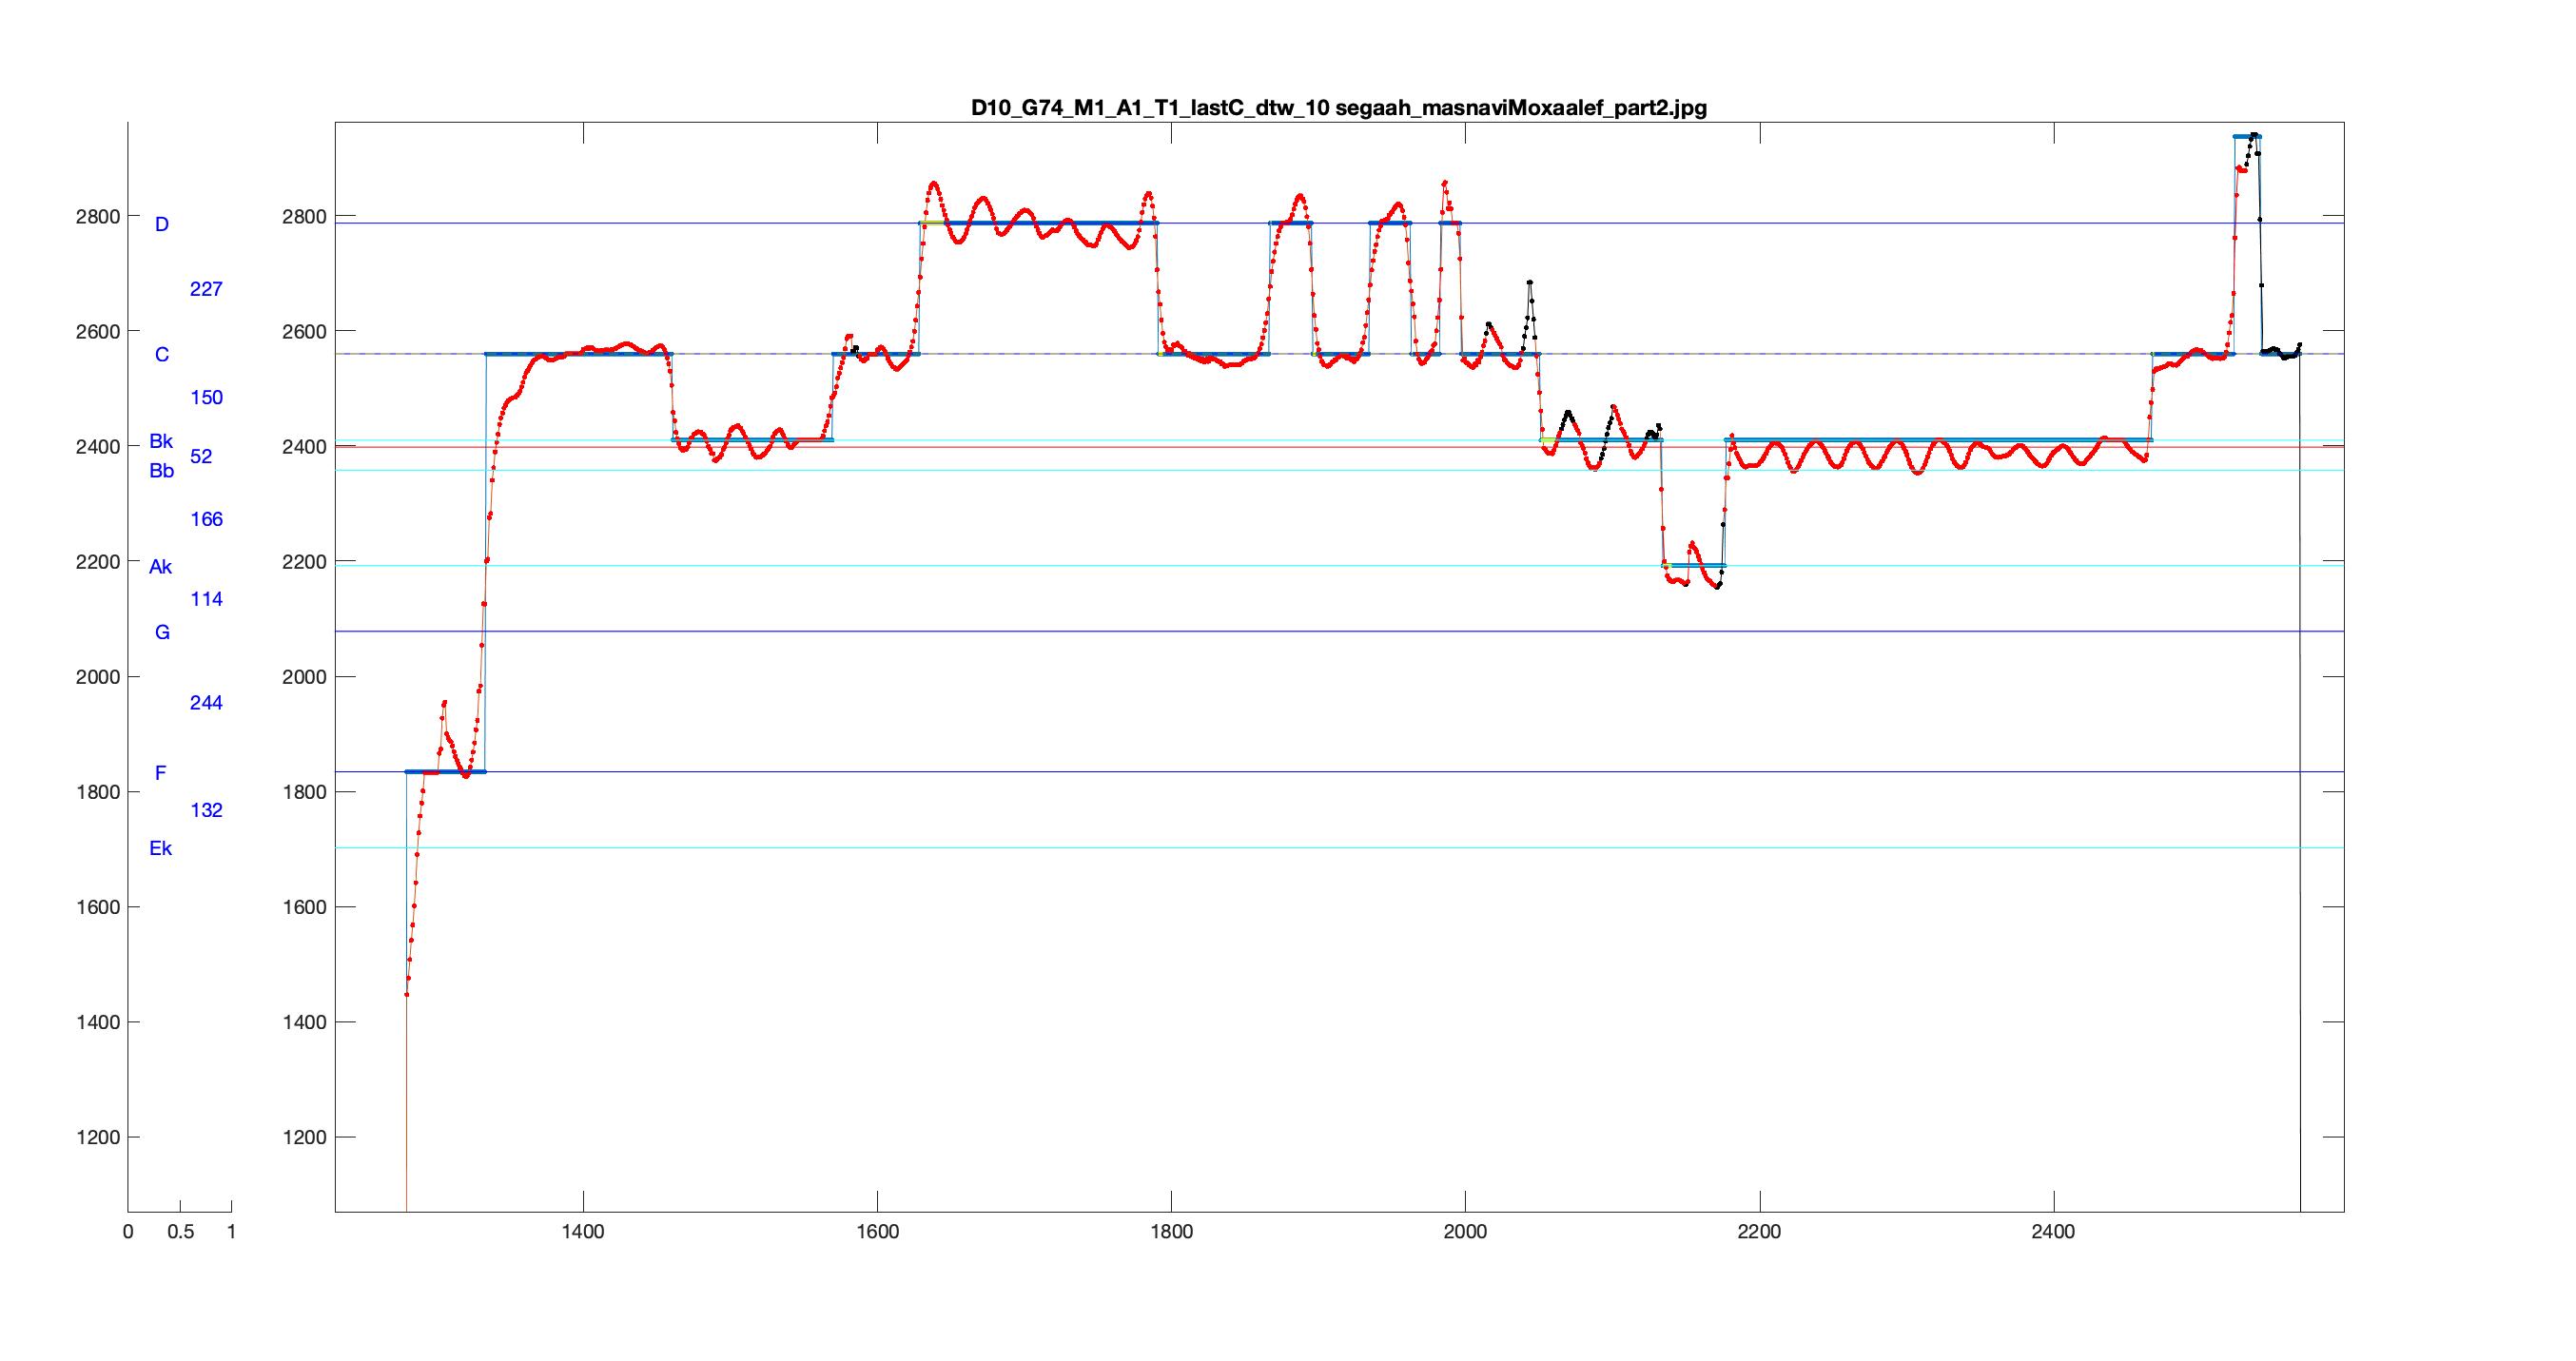 D10_G74_M1_A1_T1_lastC_dtw_10 segaah_masnaviMoxaalef_part2.jpg
2800 D 2800
227
2600 2600
C
150
Bk
2400 2400
52
Bb
166
2200 Ak 2200
114
G
2000 2000
244
F
1800 132 1800
Ek
1600 1600
1400 1400
1200 1200
0 0.5 1 1400 1600 1800 2000 2200 2400